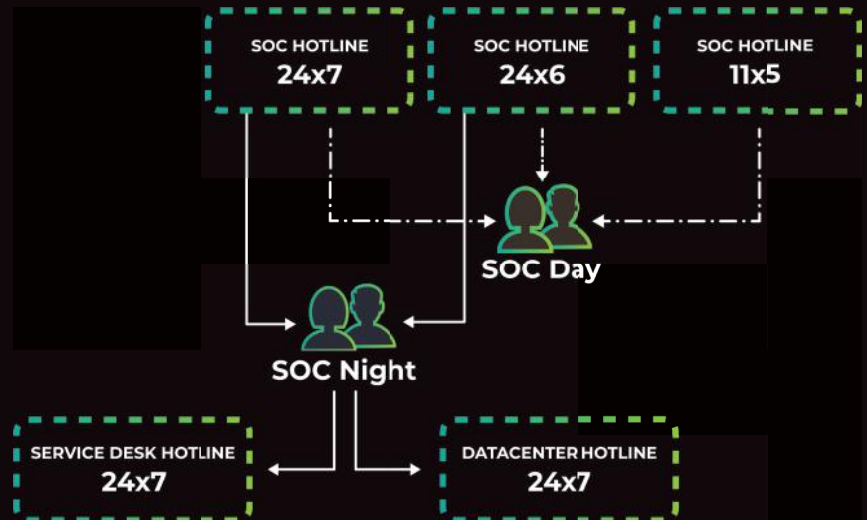 SOC HOTLINE
24x7
SOC HOTLINE
24x6
SOC HOTLINE
11x5
SOC Day
SOC Night
SERVICE DESK HOTLINE
24x7
DATACENTER HOTLINE
24x7